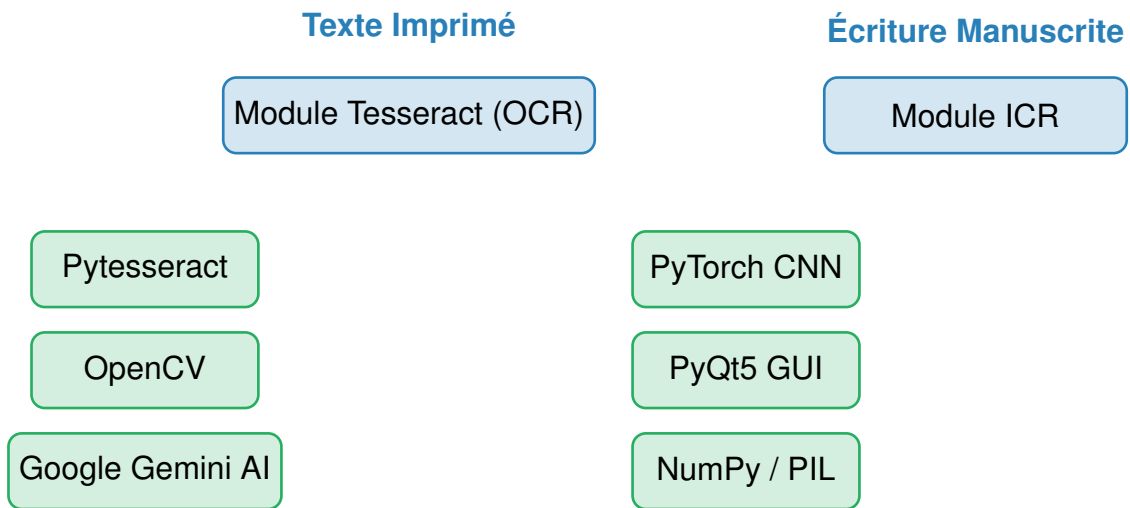 Texte Imprimé
Écriture Manuscrite
Module Tesseract (OCR)
Module ICR
Pytesseract
PyTorch CNN
OpenCV
PyQt5 GUI
Google Gemini AI
NumPy / PIL